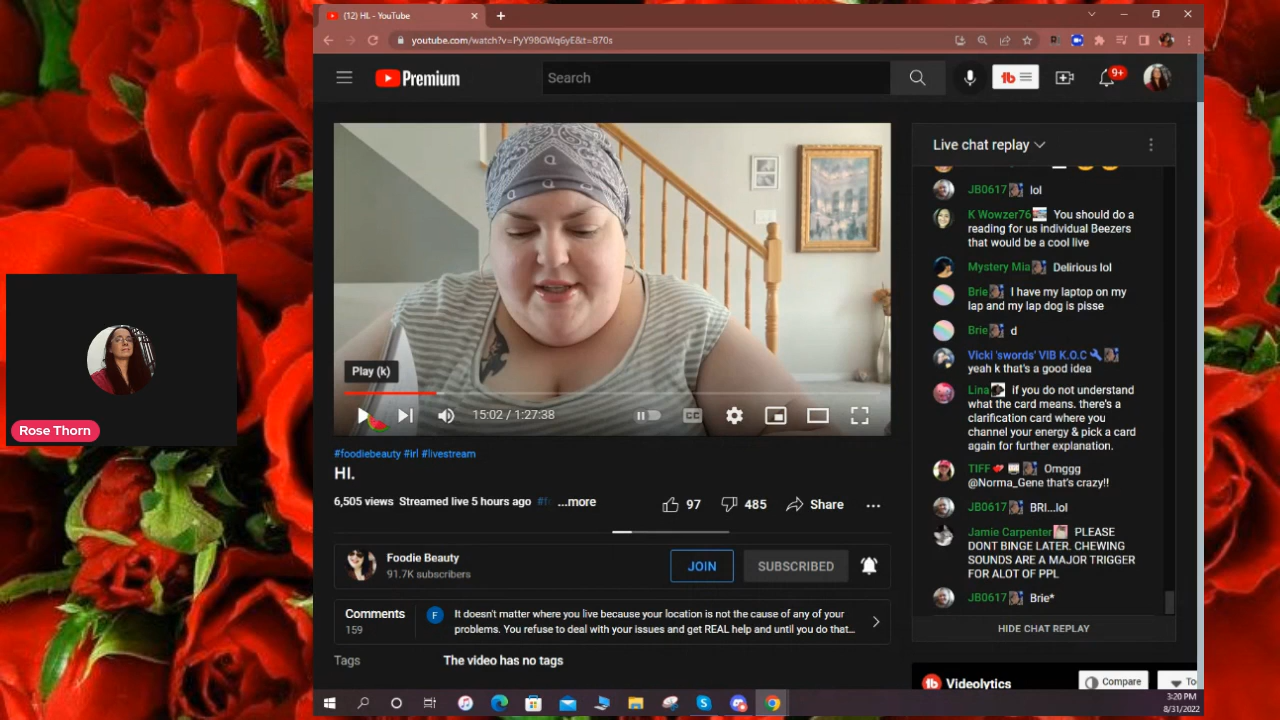 (12) HI. - YouTube
youtube.com/watch?v=PyY98GWq6yE&t=870s
Premium
Search
9+
Live chat replay
JB0617 lol
K Wowzer76 You should do a
reading for us individual Beezers
that would be a cool live
Mystery Mia Delirious lol
Brie I have my laptop on my
lap and my lap dog is pisse
Brie d
Vicki 'swords' VIB K.O.C
yeah k that's a good idea
Lina if you do not understand
what the card means. there's a
clarification card where you
channel your energy & pick a card
again for further explanation.
TIFF Omggg
@Norma_Gene that's crazy!!
JB0617 BRI...lol
Jamie Carpenter PLEASE
DONT BINGE LATER. CHEWING
SOUNDS ARE A MAJOR TRIGGER
FOR ALOT OF PPL
JB0617 Brie*
HIDE CHAT REPLAY
Play (k)
15:02 / 1:27:38
CC
#foodiebeauty #irl #livestream
HI.
6,505 views Streamed live 5 hours ago ...more
97
485
Share
Foodie Beauty
91.7K subscribers
JOIN
SUBSCRIBED
Comments
159
F
It doesn't matter where you live because your location is not the cause of any of your
problems. You refuse to deal with your issues and get REAL help and until you do that...
Tags
The video has no tags
tb Videolytics
Compare
To
Rose Thorn
3:20 PM
8/31/2022